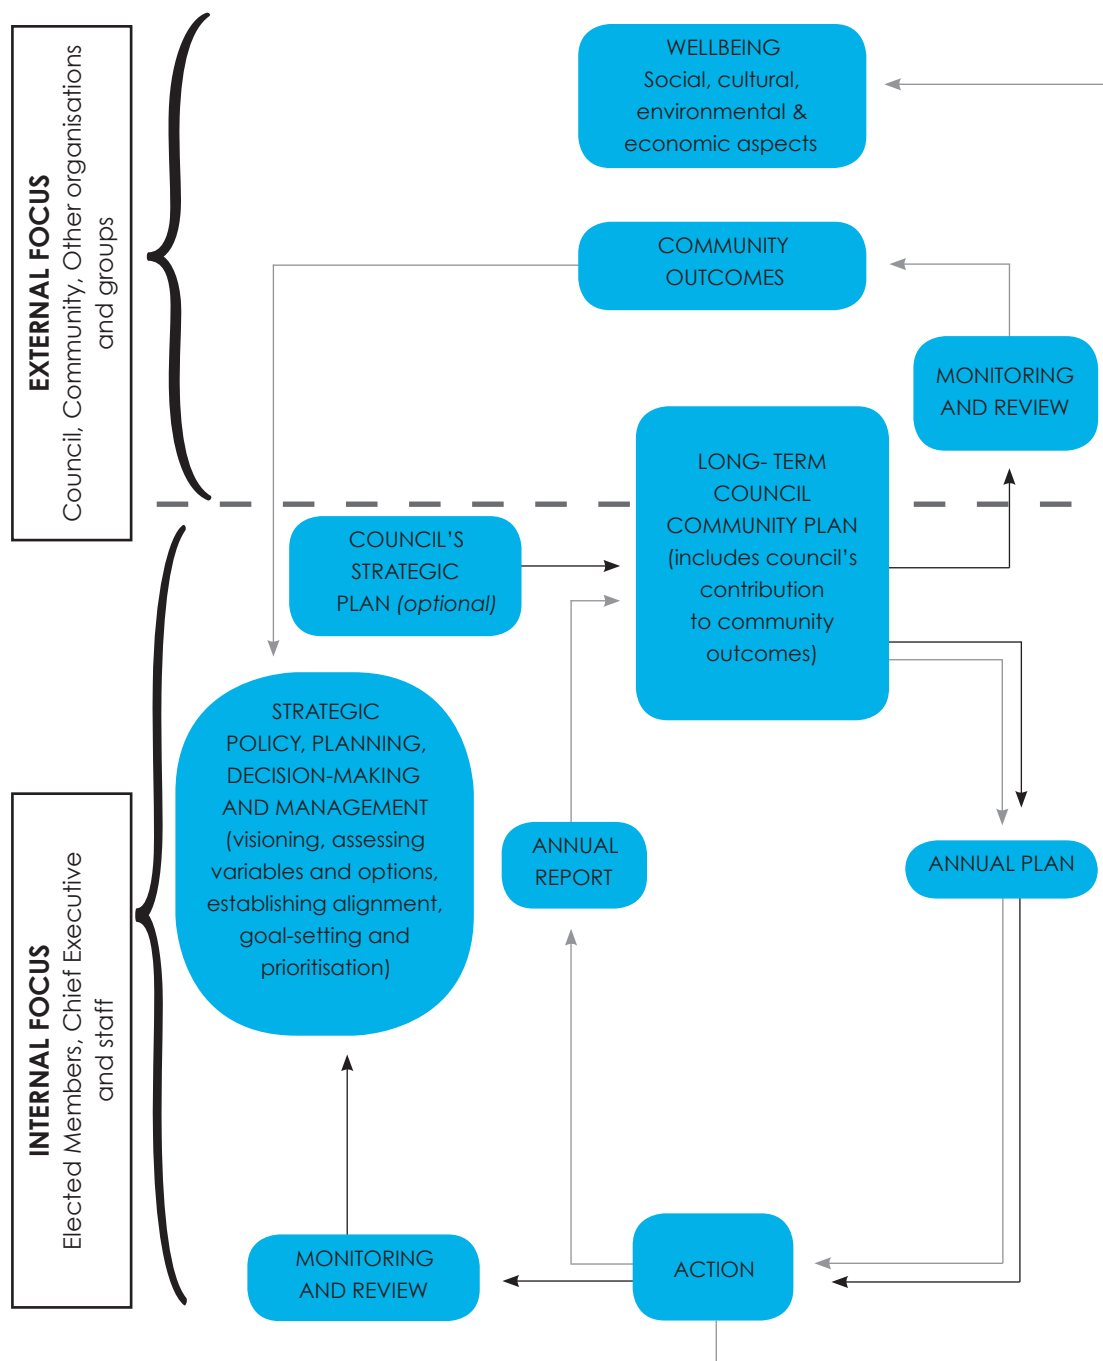 EXTERNAL FOCUS
Council, Community, Other organisations
and groups
WELLBEING
Social, cultural,
environmental &
economic aspects
COMMUNITY
OUTCOMES
MONITORING
AND REVIEW
LONG- TERM
COUNCIL
COMMUNITY PLAN
(includes council’s
contribution
to community
outcomes)
COUNCIL’S
STRATEGIC
PLAN (optional)
INTERNAL FOCUS
Elected Members, Chief Executive
and staff
STRATEGIC
POLICY, PLANNING,
DECISION-MAKING
AND MANAGEMENT
(visioning, assessing
variables and options,
establishing alignment,
goal-setting and
prioritisation)
ANNUAL
REPORT
ANNUAL PLAN
MONITORING
AND REVIEW
ACTION